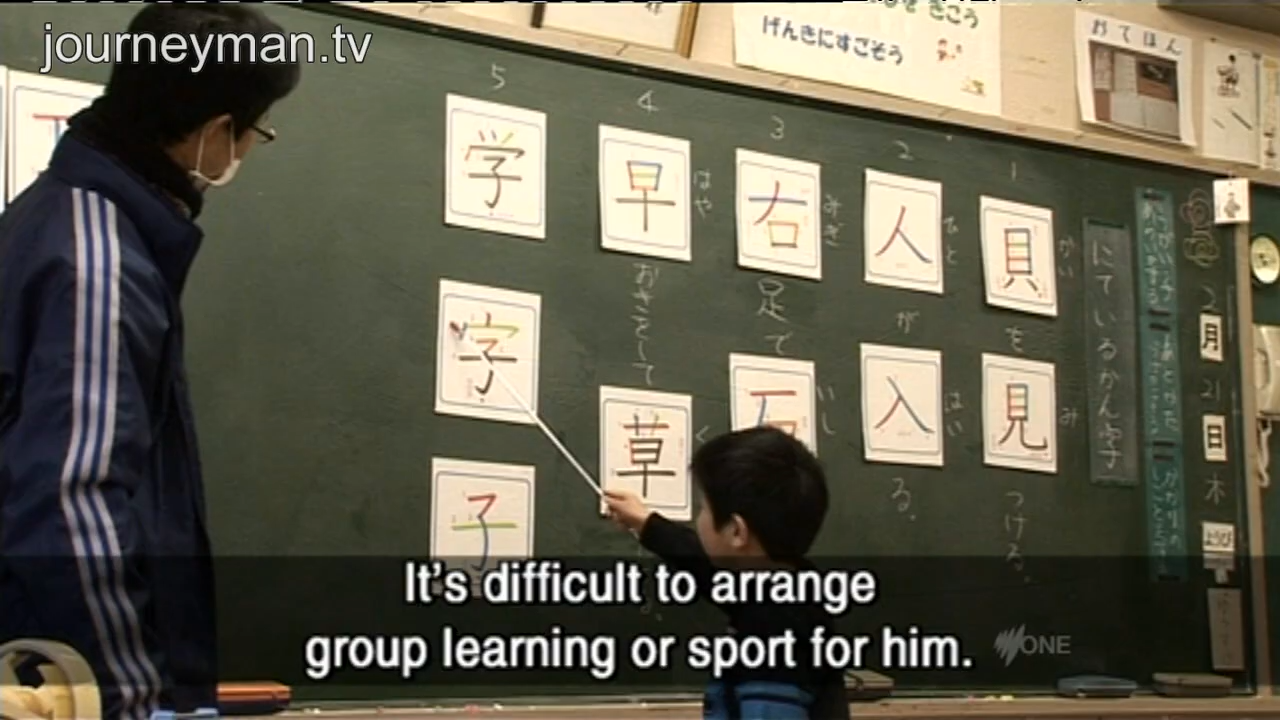 journeyman.tv
げんきにすごそう
おてほん
にているかん字
1
貝
かい
を
見
み
つける。
2
人
ひと
が
入
はい
る。
3
右
みぎ
足で
石
いし
4
早
はや
おきをして
草
く
5
学
字
子
2
月
21
日
木
It's difficult to arrange
group learning or sport for him.
ONE